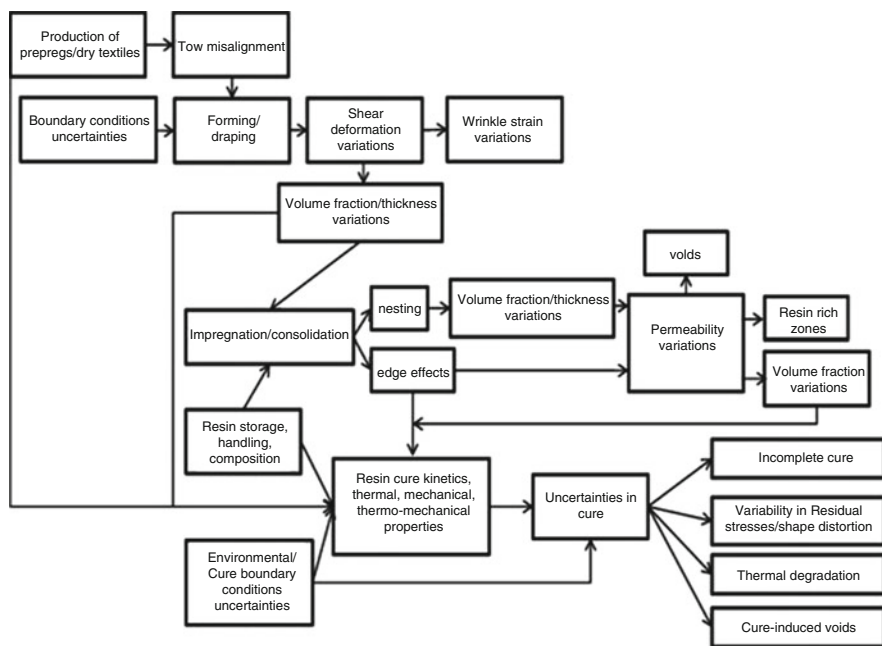 Production of
prepregs/dry textiles
Tow misalignment
Boundary conditions
uncertainties
Forming/
draping
Shear
deformation
variations
Wrinkle strain
variations
Volume fraction/thickness
variations
volds
nesting
Volume fraction/thickness
variations
Impregnation/consolidation
Permeability
variations
Resin rich
zones
edge effects
Volume fraction
variations
Resin storage,
handling,
composition
Resin cure kinetics,
thermal, mechanical,
thermo-mechanical
properties
Uncertainties in
cure
Incomplete cure
Variability in Residual
stresses/shape distortion
Environmental/
Cure boundary
conditions
uncertainties
Thermal degradation
Cure-induced voids